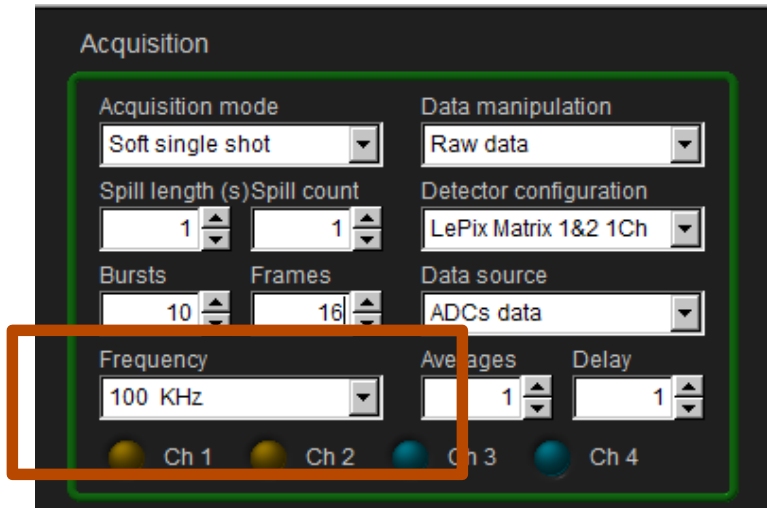 Acquisition
Acquisition mode Data manipulation
Soft single shot Raw data
Spill length (s) Spill count Detector configuration
1 1 LePix Matrix 1&2 1Ch
Bursts Frames Data source
10 16 ADCs data
Frequency Averages Delay
100 KHz 1 1
Ch 1 Ch 2 Ch 3 Ch 4